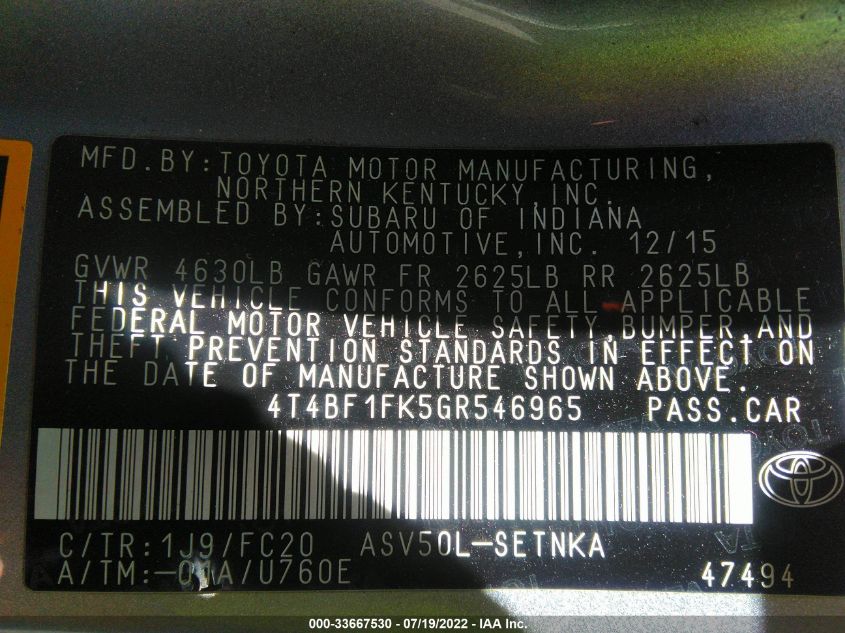 MFD.BY:TOYOTA MOTOR MANUFACTURING,
NORTHERN KENTUCKY,INC.
ASSEMBLED BY:SUBARU OF INDIANA
AUTOMOTIVE,INC. 12/15
GVWR 4630LB GAWR FR 2625LB RR 2625LB
THIS VEHICLE CONFORMS TO ALL APPLICABLE
FEDERAL MOTOR VEHICLE SAFETY,BUMPER,AND
THEFT PREVENTION STANDARDS IN EFFECT ON
THE DATE OF MANUFACTURE SHOWN ABOVE.
4T4BF1FK5GR546965 PASS.CAR
C/TR:1J9/FC20 ASV50L-SETNKA
A/TM:-01A/U760E 47494
000-33667530 - 07/19/2022 - IAA Inc.